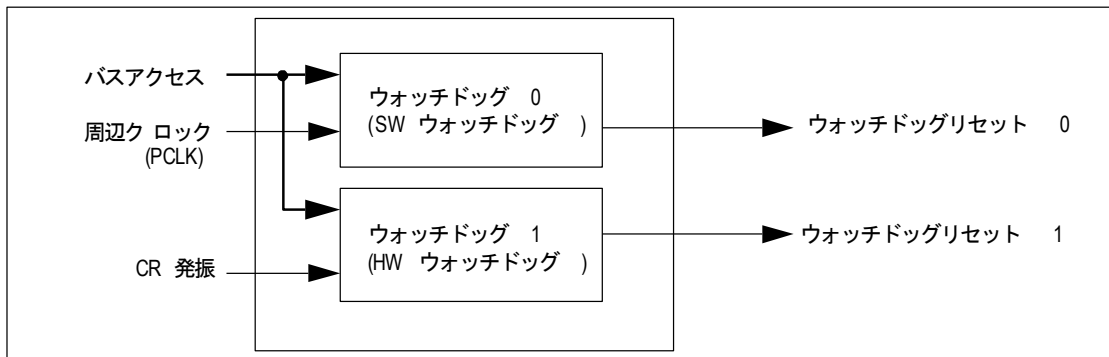 バスアクセス
周辺ク ロック
(PCLK)
CR 発振
ウォッチドッグ 0
(SW ウォッチドッグ )
ウォッチドッグ 1
(HW ウォッチドッグ )
ウォッチドッグリセット 0
ウォッチドッグリセット 1